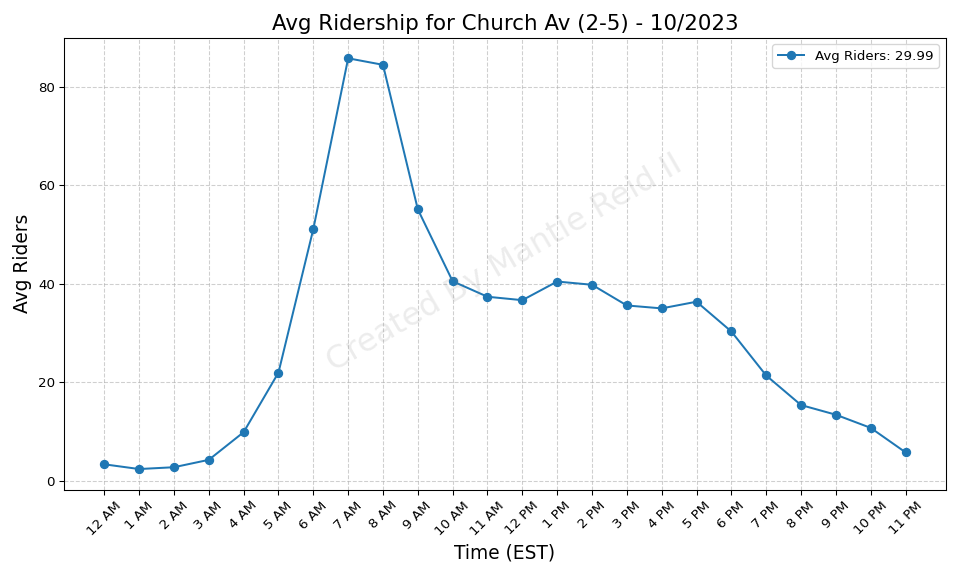 Avg Ridership for Church Av (2-5) - 10/2023
Avg Riders: 29.99
Avg Riders
80
60
40
20
0
Created By Mantie Reid II
12 AM
1 AM
2 AM
3 AM
4 AM
5 AM
6 AM
7 AM
8 AM
9 AM
10 AM
11 AM
12 PM
1 PM
2 PM
3 PM
4 PM
5 PM
6 PM
7 PM
8 PM
9 PM
10 PM
11 PM
Time (EST)